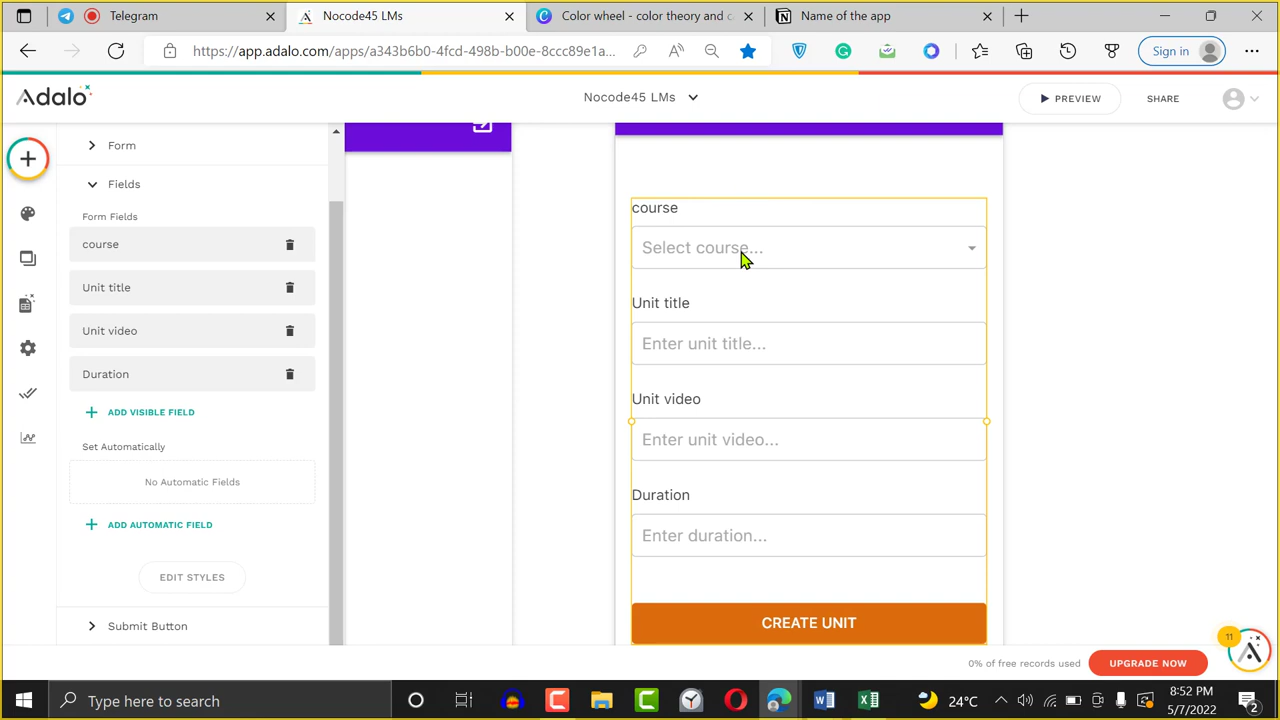 Telegram
Nocode45 LMs
Color wheel - color theory and c
Name of the app
https://app.adalo.com/apps/a343b6b0-4fcd-498b-b00e-8ccc89e1a...
Sign in
Adalo
Nocode45 LMs
PREVIEW
SHARE
Form
Fields
Form Fields
course
Unit title
Unit video
Duration
ADD VISIBLE FIELD
Set Automatically
No Automatic Fields
ADD AUTOMATIC FIELD
EDIT STYLES
Submit Button
course
Select course...
Unit title
Enter unit title...
Unit video
Enter unit video...
Duration
Enter duration...
CREATE UNIT
11
0% of free records used
UPGRADE NOW
Type here to search
24°C
8:52 PM
5/7/2022
2